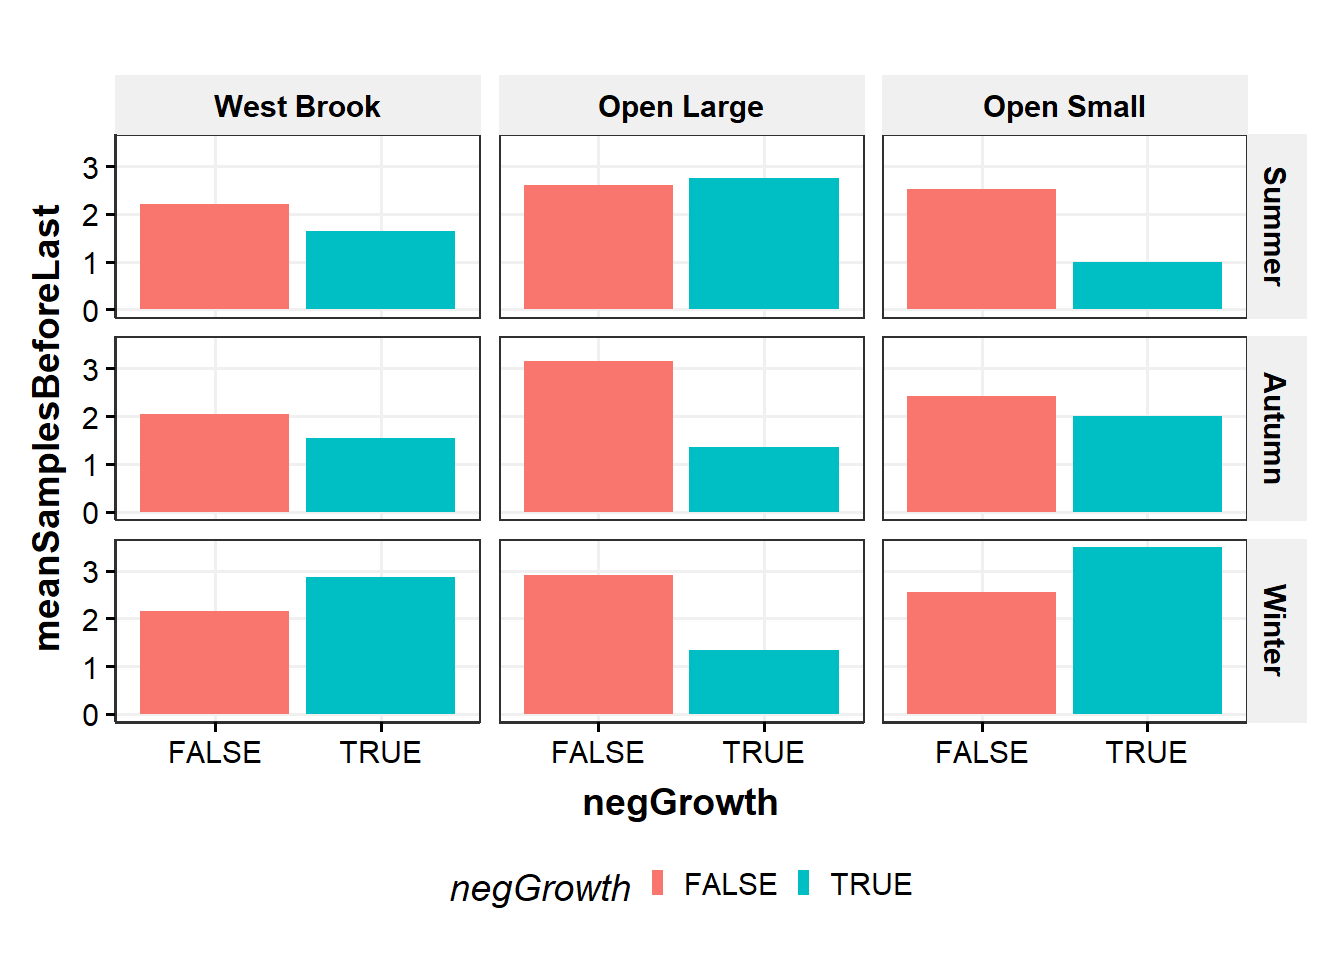 West Brook Open Large Open Small
3
2
1
0
Summer
3
2
1
0
Autumn
3
2
1
0
Winter
meanSamplesBeforeLast
FALSE TRUE FALSE TRUE FALSE TRUE
negGrowth
negGrowth FALSE TRUE